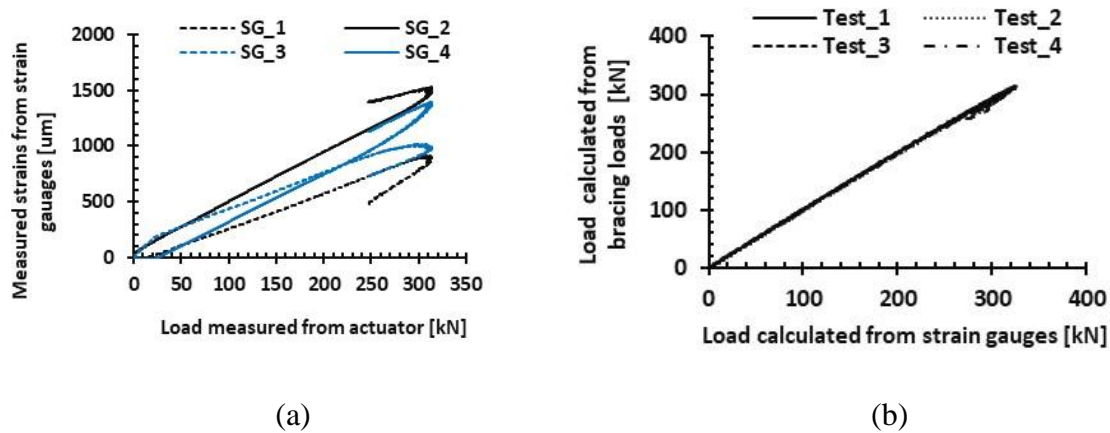 SG_1 SG_2
SG_3 SG_4
Measured strains from strain
gauages [um]
2000
1500
1000
500
0
0 50 100 150 200 250 300 350
Load measured from actuator [kN]
(a)
Test_1 Test_2
Test_3 Test_4
Load calculated from
bracing loads [kN]
400
300
200
100
0
0 100 200 300 400
Load calculated from strain gauges [kN]
(b)